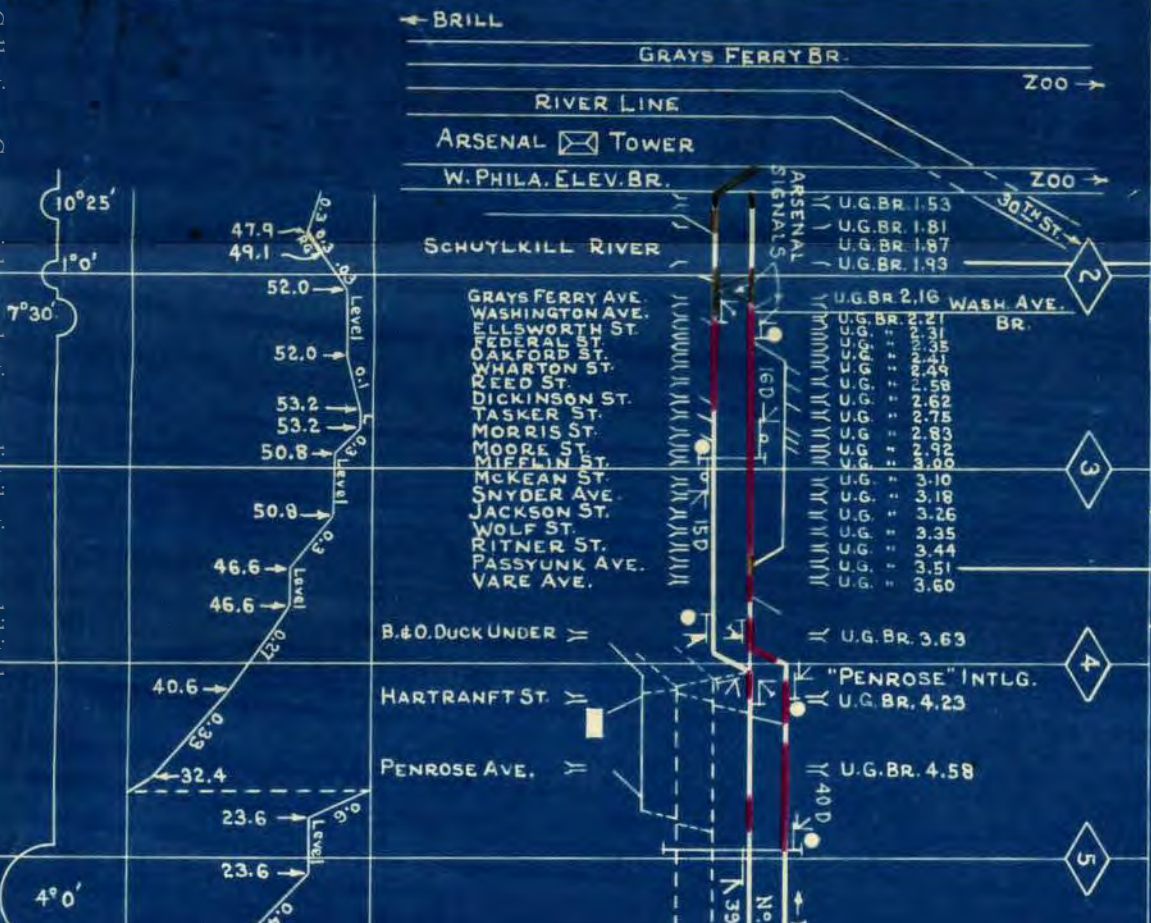 ← BRILL
GRAYS FERRY BR.
ZOO →
RIVER LINE
ARSENAL TOWER
W. PHILA. ELEV. BR.
ZOO →
30TH ST.
ARSENAL
SIGNALS
SCHUYLKILL RIVER
U.G. BR. 1.53
U.G. BR. 1.81
U.G. BR. 1.87
U.G. BR. 1.93
2
GRAYS FERRY AVE.
WASHINGTON AVE.
ELLSWORTH ST.
FEDERAL ST.
OAKFORD ST.
WHARTON ST.
REED ST.
DICKINSON ST.
TASKER ST.
MORRIS ST.
MOORE ST.
MIFFLIN ST.
MCKEAN ST.
SNYDER AVE.
JACKSON ST.
WOLF ST.
RITNER ST.
PASSYUNK AVE.
VARE AVE.
U.G. BR. 2.16 WASH. AVE.
BR.
U.G. BR. 2.21
U.G. " 2.31
U.G. " 2.35
U.G. " 2.41
U.G. " 2.49
U.G. " 2.58
U.G. " 2.62
U.G. " 2.75
U.G. " 2.83
U.G. " 2.92
U.G. " 3.00
U.G. " 3.10
U.G. " 3.18
U.G. " 3.26
U.G. " 3.35
U.G. " 3.44
U.G. " 3.51
U.G. " 3.60
3
16D
15D
B.&O. DUCK UNDER
U.G. BR. 3.63
4
"PENROSE" INTLG.
HARTRANFT ST.
U.G. BR. 4.23
PENROSE AVE.
U.G. BR. 4.58
40D
5
39
No.
10°25'
1°0'
7°30'
4°0'
0.3
47.9 →
0.3
49.1
0.3
52.0 →
Level
52.0 →
0.1
53.2 →
L
53.2 →
0.3
50.8 →
Level
50.8 →
0.3
46.6 →
Level
46.6 →
0.27
40.6 →
0.33
← 32.4
0.6
23.6 →
Level
23.6 →